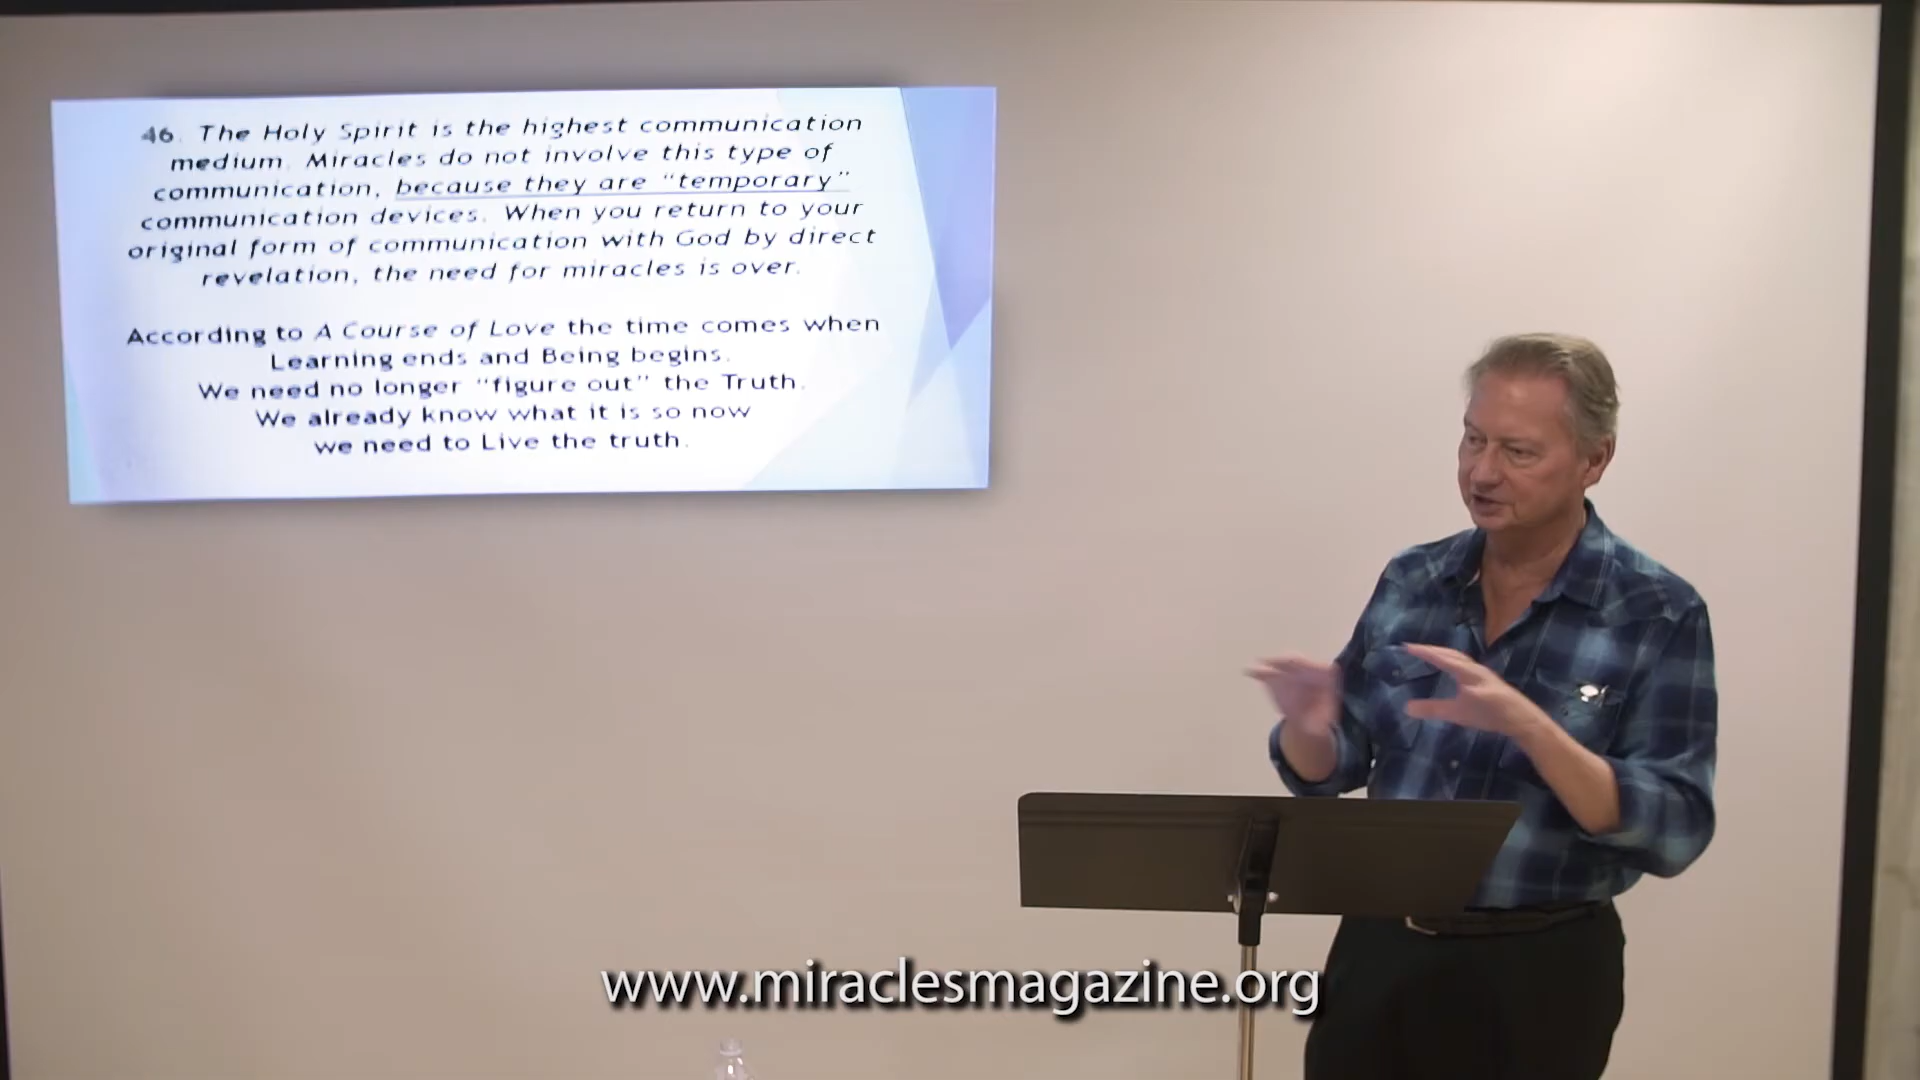 46. The Holy Spirit is the highest communication
medium. Miracles do not involve this type of
communication, because they are “temporary”
communication devices. When you return to your
original form of communication with God by direct
revelation, the need for miracles is over.
According to A Course of Love the time comes when
Learning ends and Being begins.
We need no longer “figure out” the Truth.
We already know what it is so now
we need to Live the truth.
www.miraclesmagazine.org